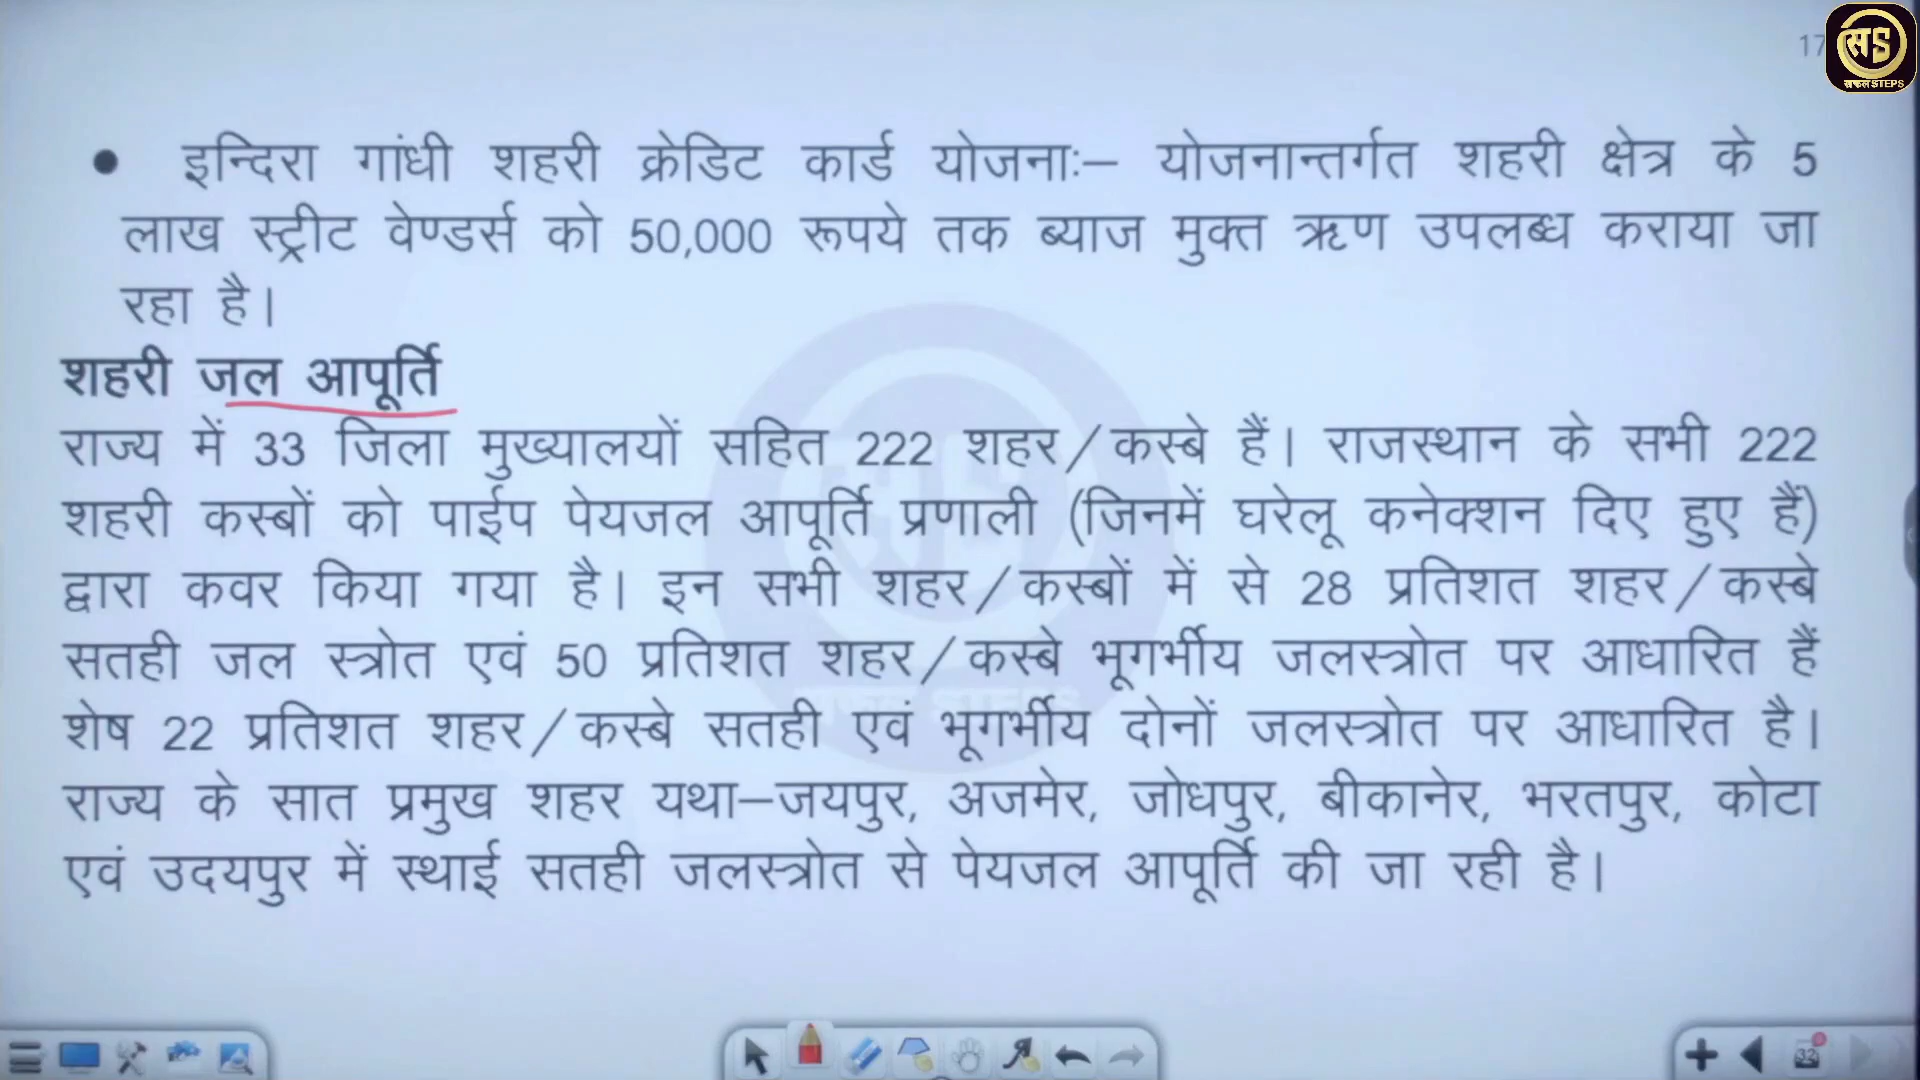 17
सS
सफल STEPS
● इन्दिरा गांधी शहरी क्रेडिट कार्ड योजनाः– योजनान्तर्गत शहरी क्षेत्र के 5
लाख स्ट्रीट वेण्डर्स को 50,000 रूपये तक ब्याज मुक्त ऋण उपलब्ध कराया जा
रहा है।
शहरी जल आपूर्ति
राज्य में 33 जिला मुख्यालयों सहित 222 शहर/कस्बे हैं। राजस्थान के सभी 222
शहरी कस्बों को पाईप पेयजल आपूर्ति प्रणाली (जिनमें घरेलू कनेक्शन दिए हुए हैं)
द्वारा कवर किया गया है। इन सभी शहर/कस्बों में से 28 प्रतिशत शहर/कस्बे
सतही जल स्त्रोत एवं 50 प्रतिशत शहर/कस्बे भूगर्भीय जलस्त्रोत पर आधारित हैं
शेष 22 प्रतिशत शहर/कस्बे सतही एवं भूगर्भीय दोनों जलस्त्रोत पर आधारित है।
राज्य के सात प्रमुख शहर यथा–जयपुर, अजमेर, जोधपुर, बीकानेर, भरतपुर, कोटा
एवं उदयपुर में स्थाई सतही जलस्त्रोत से पेयजल आपूर्ति की जा रही है।
32